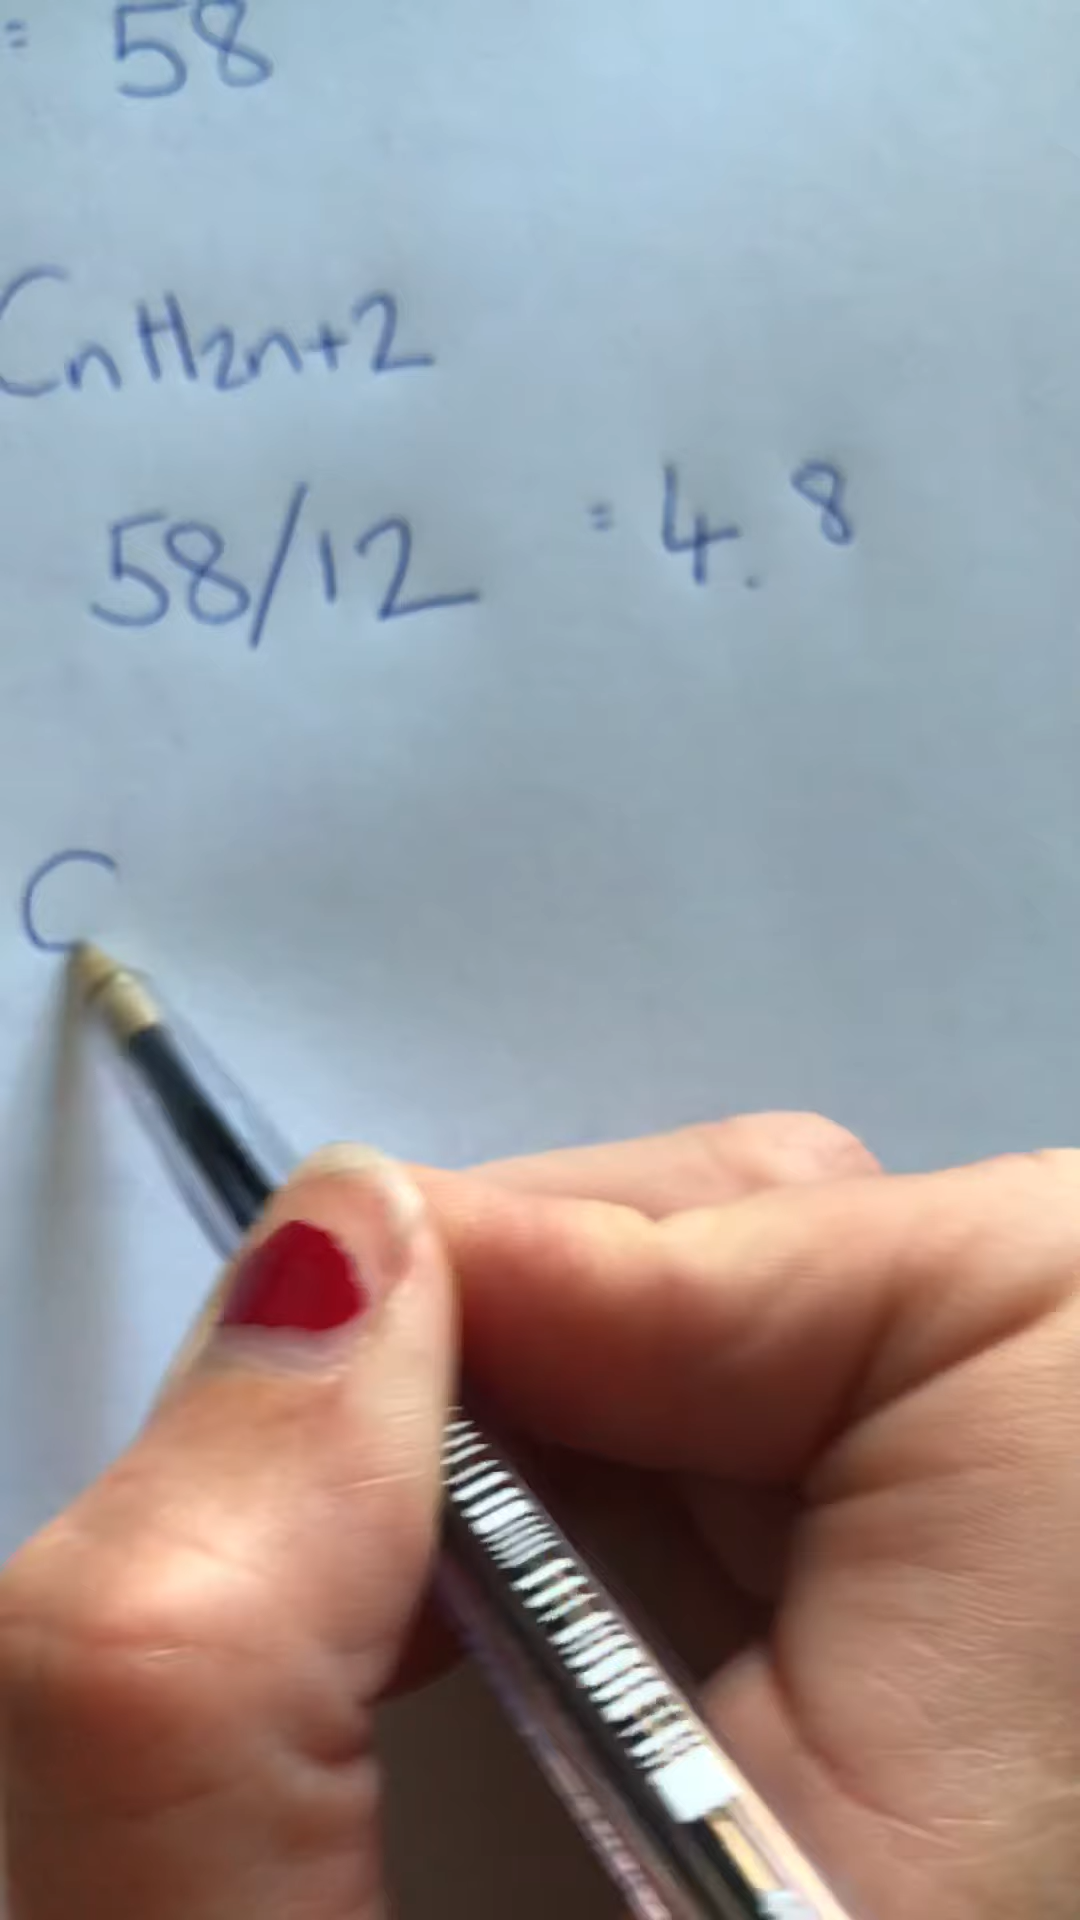 = 58
CnH2n+2
58/12 = 4.8
C